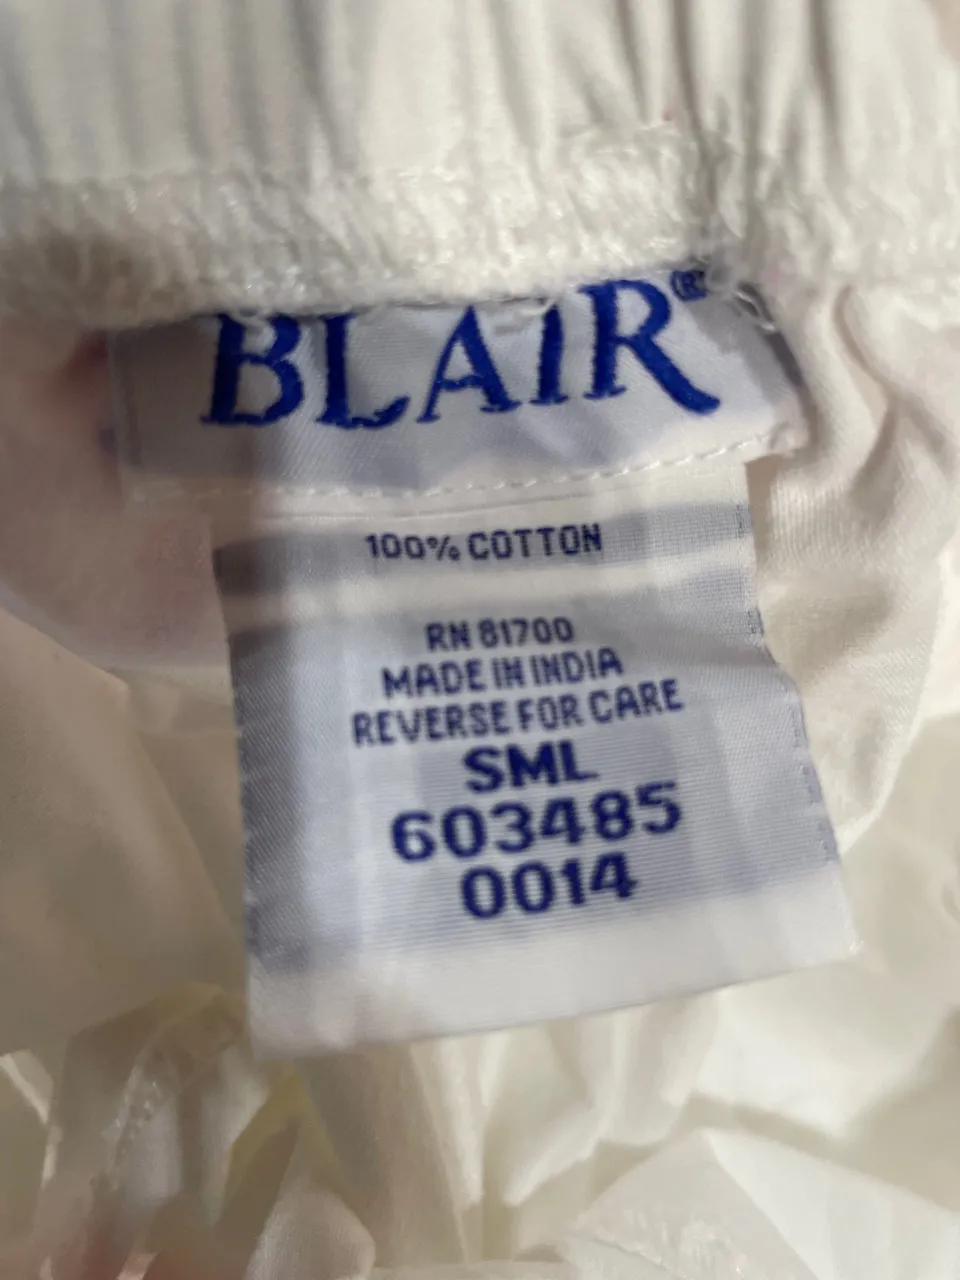 BLAIR®
100% COTTON
RN 81700
MADE IN INDIA
REVERSE FOR CARE
SML
603485
0014